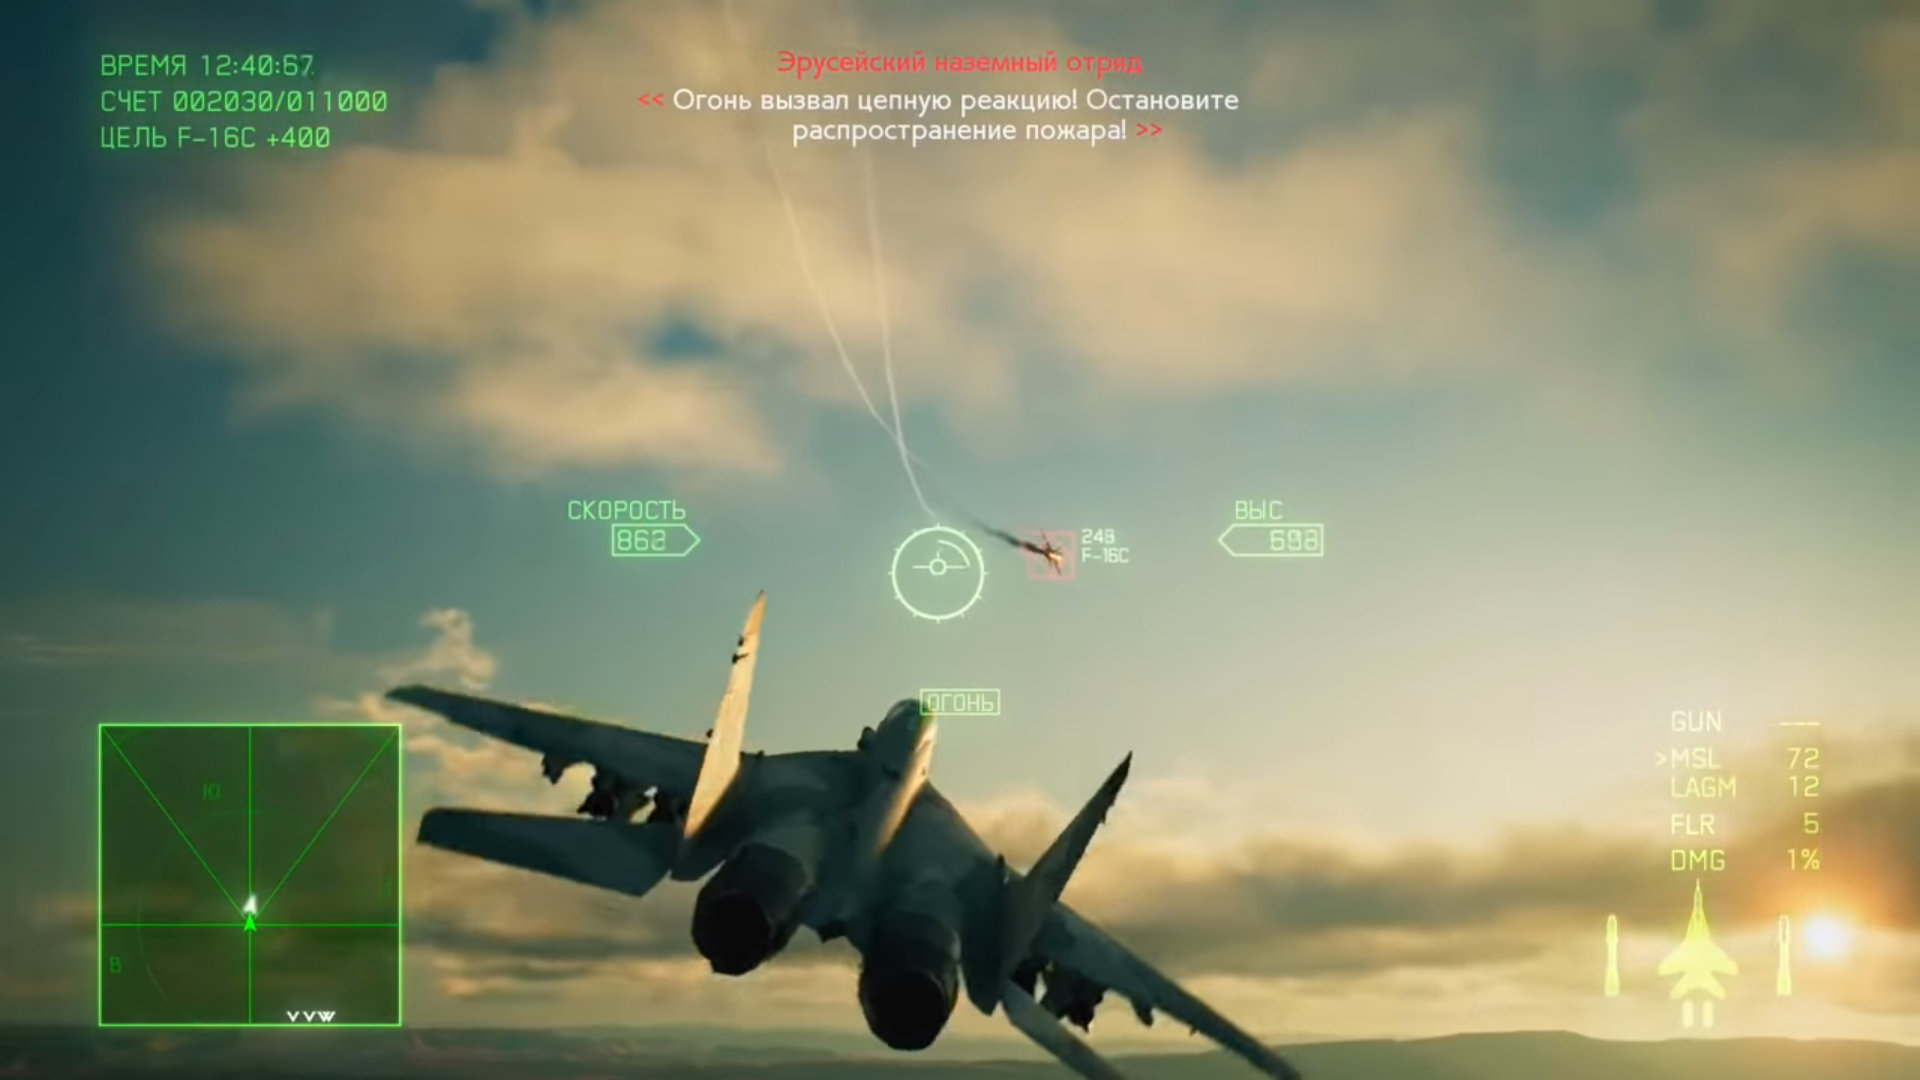 ВРЕМЯ 12:40:67
СЧЕТ 002030/011000
ЦЕЛЬ F-16C +400
Эрусейский наземный отряд
<< Огонь вызвал цепную реакцию! Остановите
распространение пожара! >>
СКОРОСТЬ
862
ВЫС
698
248
F-16C
ОГОНЬ
GUN ---
>MSL 72
LAGM 12
FLR 5
DMG 1%
Ю
З
В